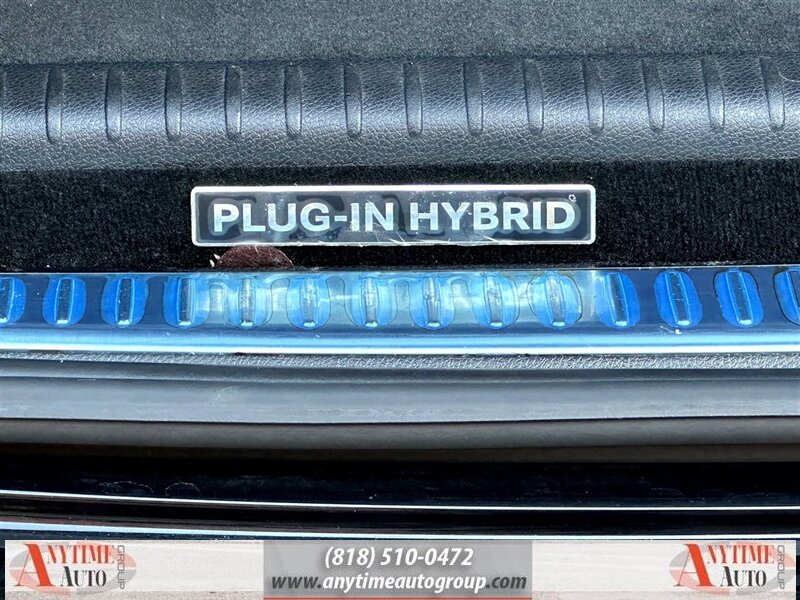 PLUG-IN HYBRID
ANYTIME AUTO GROUP
(818) 510-0472
www.anytimeautogroup.com
ANYTIME AUTO GROUP